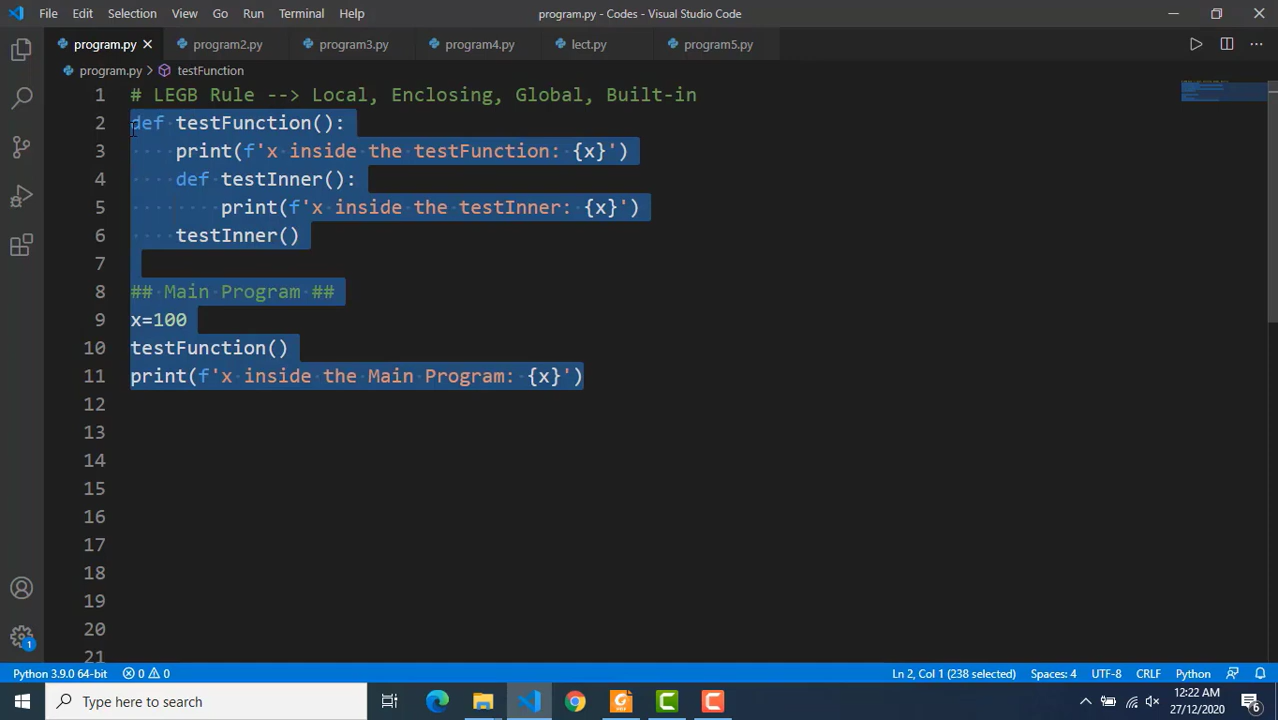 File Edit Selection View Go Run Terminal Help program.py - Codes - Visual Studio Code
program.py program2.py program3.py program4.py lect.py program5.py
program.py > testFunction
1 # LEGB Rule --> Local, Enclosing, Global, Built-in
2 def testFunction():
3 ····print(f'x·inside·the·testFunction:·{x}')
4 ····def·testInner():
5 ········print(f'x·inside·the·testInner:·{x}')
6 ····testInner()
7
8 ##·Main·Program·##
9 x=100
10 testFunction()
11 print(f'x·inside·the·Main·Program:·{x}')
12
13
14
15
16
17
18
19
20
21
1
Python 3.9.0 64-bit 0 0 Ln 2, Col 1 (238 selected) Spaces: 4 UTF-8 CRLF Python
Type here to search
12:22 AM
27/12/2020
6